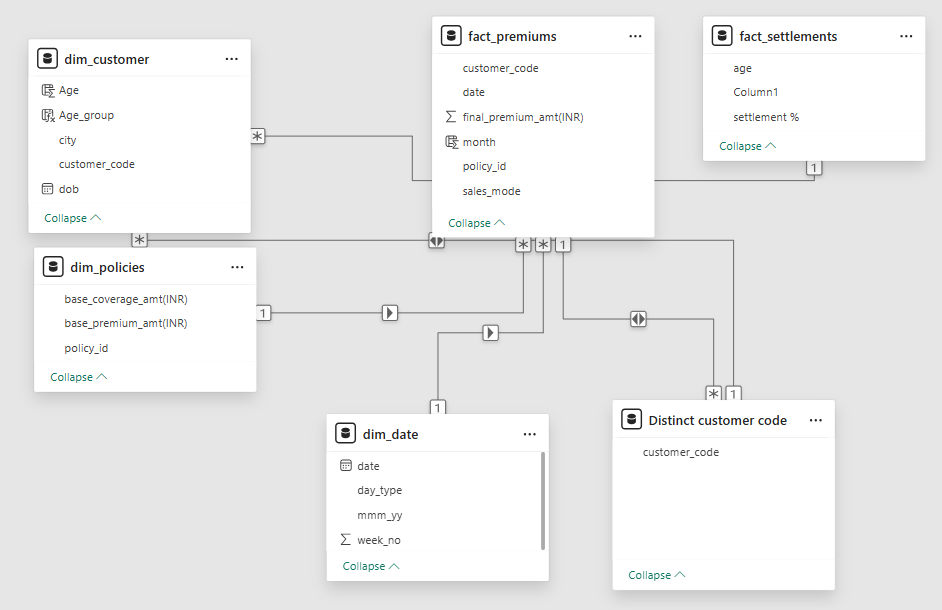 dim_customer
Age
Age_group
city
customer_code
dob
Collapse
fact_premiums
customer_code
date
final_premium_amt(INR)
month
policy_id
sales_mode
Collapse
fact_settlements
age
Column1
settlement %
Collapse
*
1
*
* * 1
dim_policies
base_coverage_amt(INR)
base_premium_amt(INR)
policy_id
Collapse
1
1
* 1
dim_date
date
day_type
mmm_yy
week_no
Collapse
Distinct customer code
customer_code
Collapse